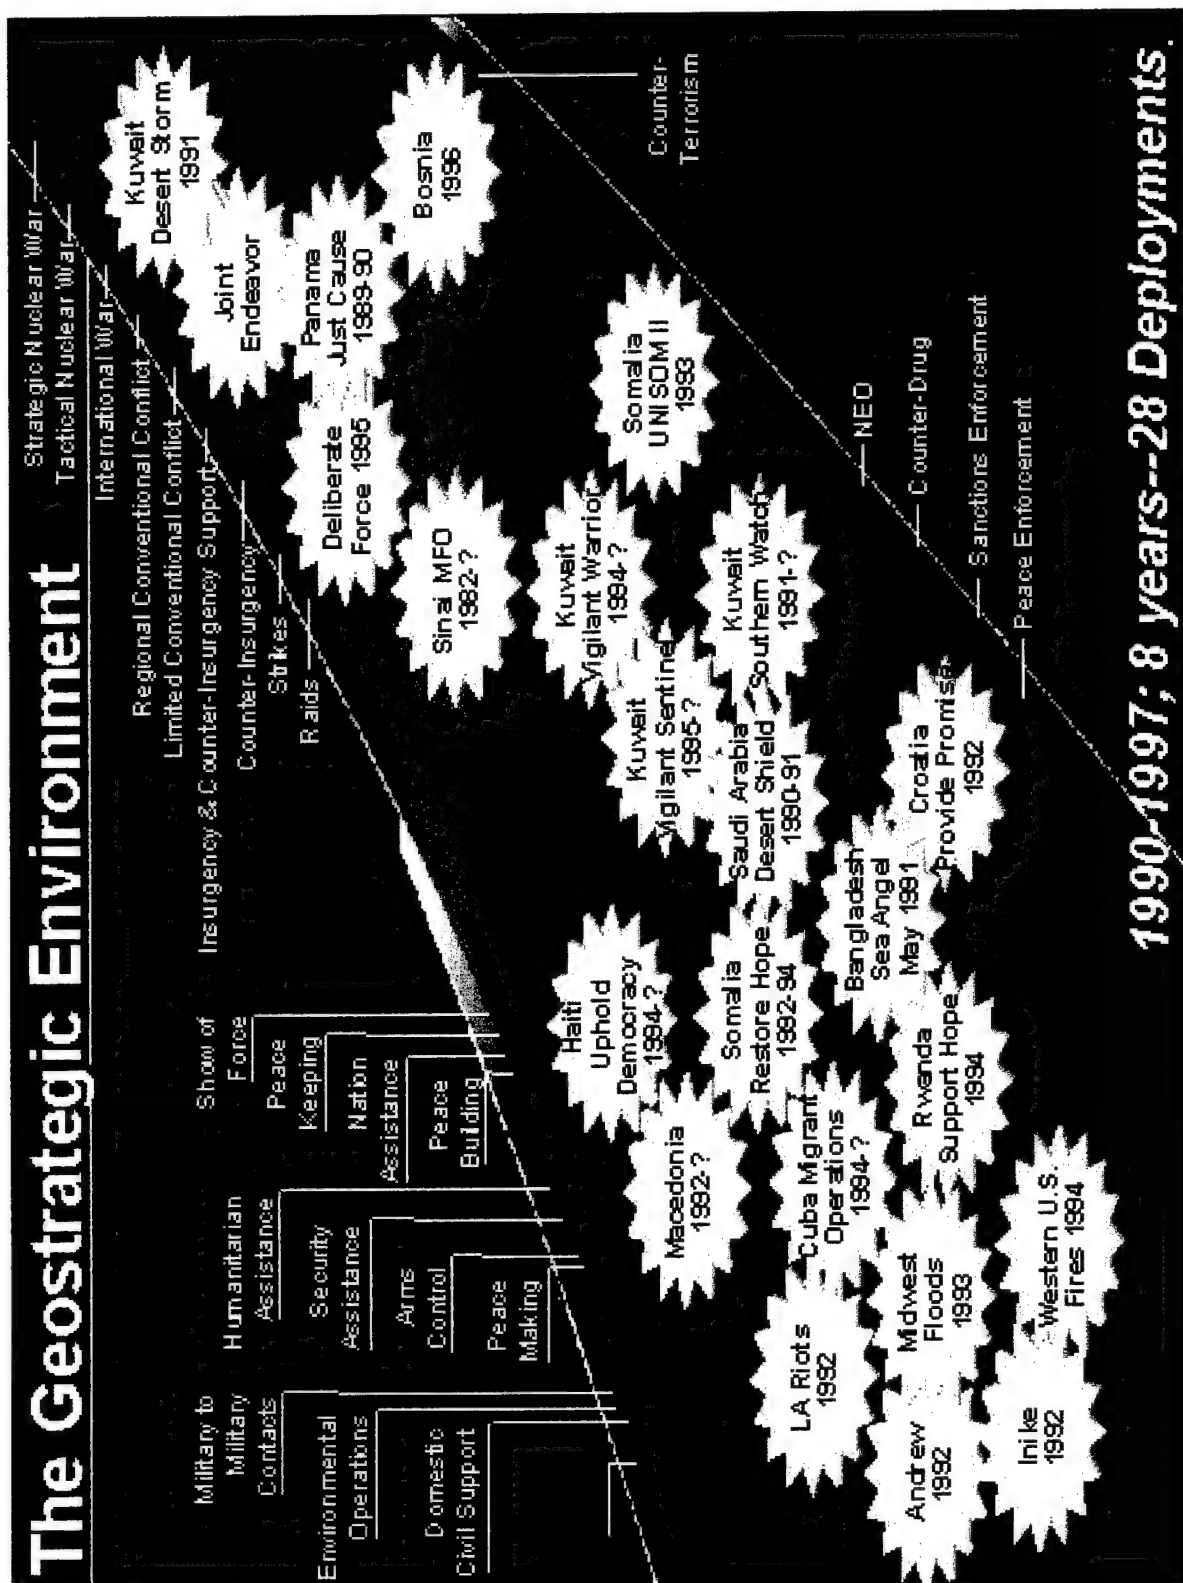 The Geostrategic Environment
Strategic Nuclear War
Tactical Nuclear War
International War
Regional Conventional Conflict
Limited Conventional Conflict
Insurgency & Counter-Insurgency Support
Counter-Insurgency
Strikes
Raids
Show of
Force
Peace
Keeping
Nation
Assistance
Peace
Building
Humanitarian
Assistance
Security
Assistance
Arms
Control
Peace
Making
Military to
Military
Contacts
Environmental
Operations
Domestic
Civil Support
Kuwait
Desert Storm
1991
Joint
Endeavor
Panama
Just Cause
1989-90
Deliberate
Force 1995
Bosnia
1996
Sinai MFO
1982-?
Kuwait
Vigilant Warrior
1994-?
Somalia
UNISOM II
1993
Kuwait
Vigilant Sentinel
1995-?
Kuwait
Southern Watch
1991-?
Saudi Arabia
Desert Shield
1990-91
Haiti
Uphold
Democracy
1994-?
Somalia
Restore Hope
1992-94
Macedonia
1992-?
Cuba Migrant
Operations
1994-?
Bangladesh
Sea Angel
May 1991
Croatia
Provide Promise
1992
Rwanda
Support Hope
1994
LA Riots
1992
Midwest
Floods
1993
Andrew
1992
Western U.S.
Fires 1994
Inike
1992
Counter-
Terrorism
NEO
Counter-Drug
Sanctions Enforcement
Peace Enforcement
1990-1997; 8 years--28 Deployments.